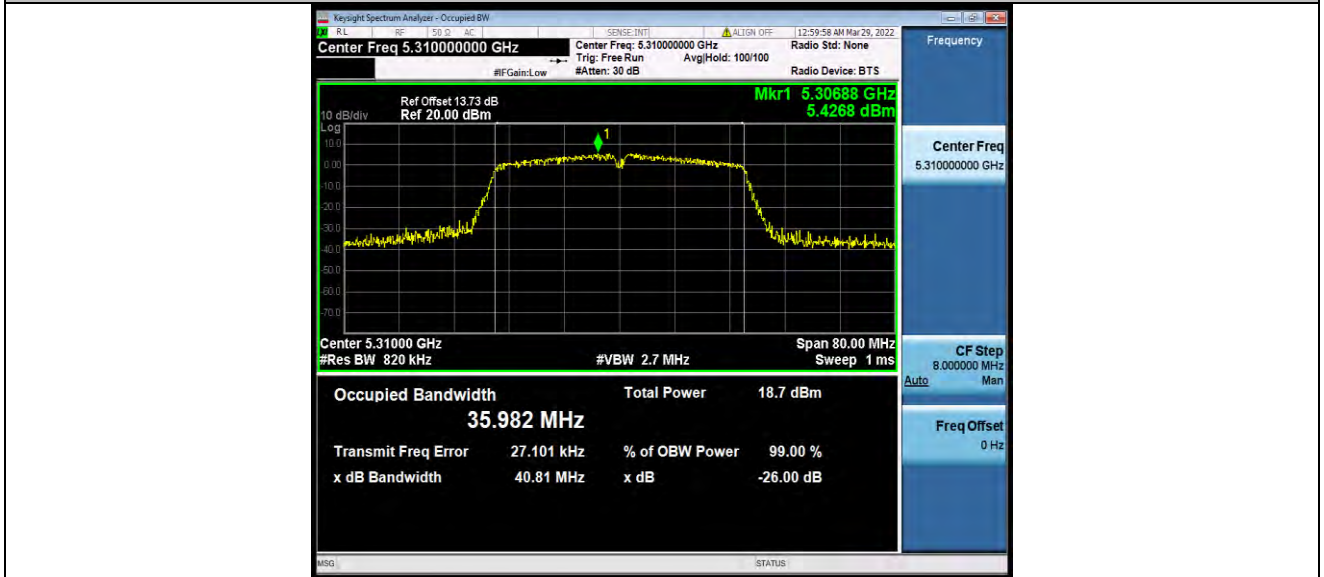 Keysight Spectrum Analyzer - Occupied BW
RL RF 50 Ω AC SENSE:INT ALIGN OFF 12:59:58 AM Mar 29, 2022
Center Freq 5.310000000 GHz
Center Freq: 5.310000000 GHz
Radio Std: None
Trig: Free Run Avg|Hold: 100/100
#IFGain:Low #Atten: 30 dB Radio Device: BTS
Frequency
Mkr1 5.30688 GHz
5.4268 dBm
Ref Offset 13.73 dB
10 dB/div Ref 20.00 dBm
Log
10.0
0.00
-10.0
-20.0
-30.0
-40.0
-50.0
-60.0
-70.0
1
Center 5.31000 GHz Span 80.00 MHz
#Res BW 820 kHz #VBW 2.7 MHz Sweep 1 ms
Occupied Bandwidth Total Power 18.7 dBm
35.982 MHz
Transmit Freq Error 27.101 kHz % of OBW Power 99.00 %
x dB Bandwidth 40.81 MHz x dB -26.00 dB
Center Freq
5.310000000 GHz
CF Step
8.000000 MHz
Auto Man
Freq Offset
0 Hz
MSG STATUS